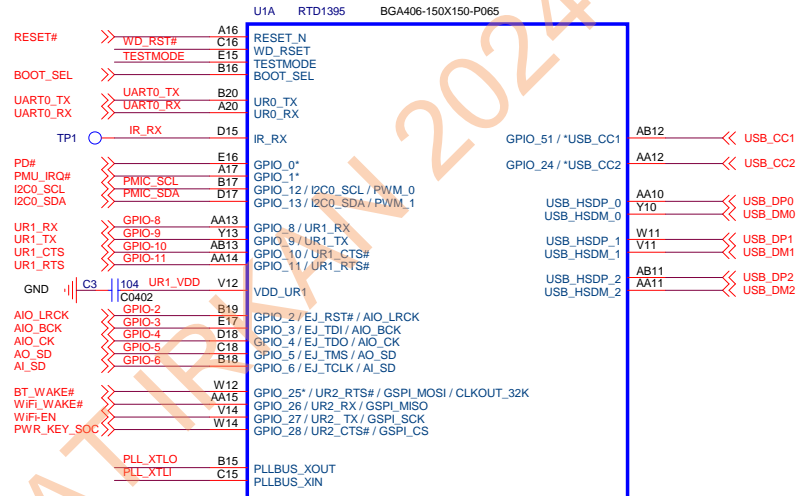 U1A RTD1395 BGA406-150X150-P065
RESET# A16 RESET_N
WD_RST# C16 WD_RSET
TESTMODE E15 TESTMODE
BOOT_SEL B16 BOOT_SEL
UART0_TX UART0_TX B20 UR0_TX
UART0_RX UART0_RX A20 UR0_RX
TP1 IR_RX D15 IR_RX GPIO_51 / *USB_CC1 AB12 USB_CC1
PD# E16 GPIO_0* GPIO_24 / *USB_CC2 AA12 USB_CC2
PMU_IRQ# A17 GPIO_1*
I2C0_SCL PMIC_SCL B17 GPIO_12 / I2C0_SCL / PWM_0
I2C0_SDA PMIC_SDA D17 GPIO_13 / I2C0_SDA / PWM_1
USB_HSDP_0 AA10 USB_DP0
USB_HSDM_0 Y10 USB_DM0
UR1_RX GPIO-8 AA13 GPIO_8 / UR1_RX
UR1_TX GPIO-9 Y13 GPIO_9 / UR1_TX USB_HSDP_1 W11 USB_DP1
UR1_CTS GPIO-10 AB13 GPIO_10 / UR1_CTS# USB_HSDM_1 V11 USB_DM1
UR1_RTS GPIO-11 AA14 GPIO_11 / UR1_RTS#
GND C3 104 UR1_VDD V12 VDD_UR1 USB_HSDP_2 AB11 USB_DP2
C0402 USB_HSDM_2 AA11 USB_DM2
AIO_LRCK GPIO-2 B19 GPIO_2 / EJ_RST# / AIO_LRCK
AIO_BCK GPIO-3 E17 GPIO_3 / EJ_TDI / AIO_BCK
AIO_CK GPIO-4 D18 GPIO_4 / EJ_TDO / AIO_CK
AO_SD GPIO-5 C18 GPIO_5 / EJ_TMS / AO_SD
AI_SD GPIO-6 B18 GPIO_6 / EJ_TCLK / AI_SD
BT_WAKE# W12 GPIO_25* / UR2_RTS# / GSPI_MOSI / CLKOUT_32K
WiFi_WAKE# AA15 GPIO_26 / UR2_RX / GSPI_MISO
WiFi-EN V14 GPIO_27 / UR2_ TX / GSPI_SCK
PWR_KEY_SOC W14 GPIO_28 / UR2_CTS# / GSPI_CS
PLL_XTLO B15 PLLBUS_XOUT
PLL_XTLI C15 PLLBUS_XIN
AT IRKAN 2024